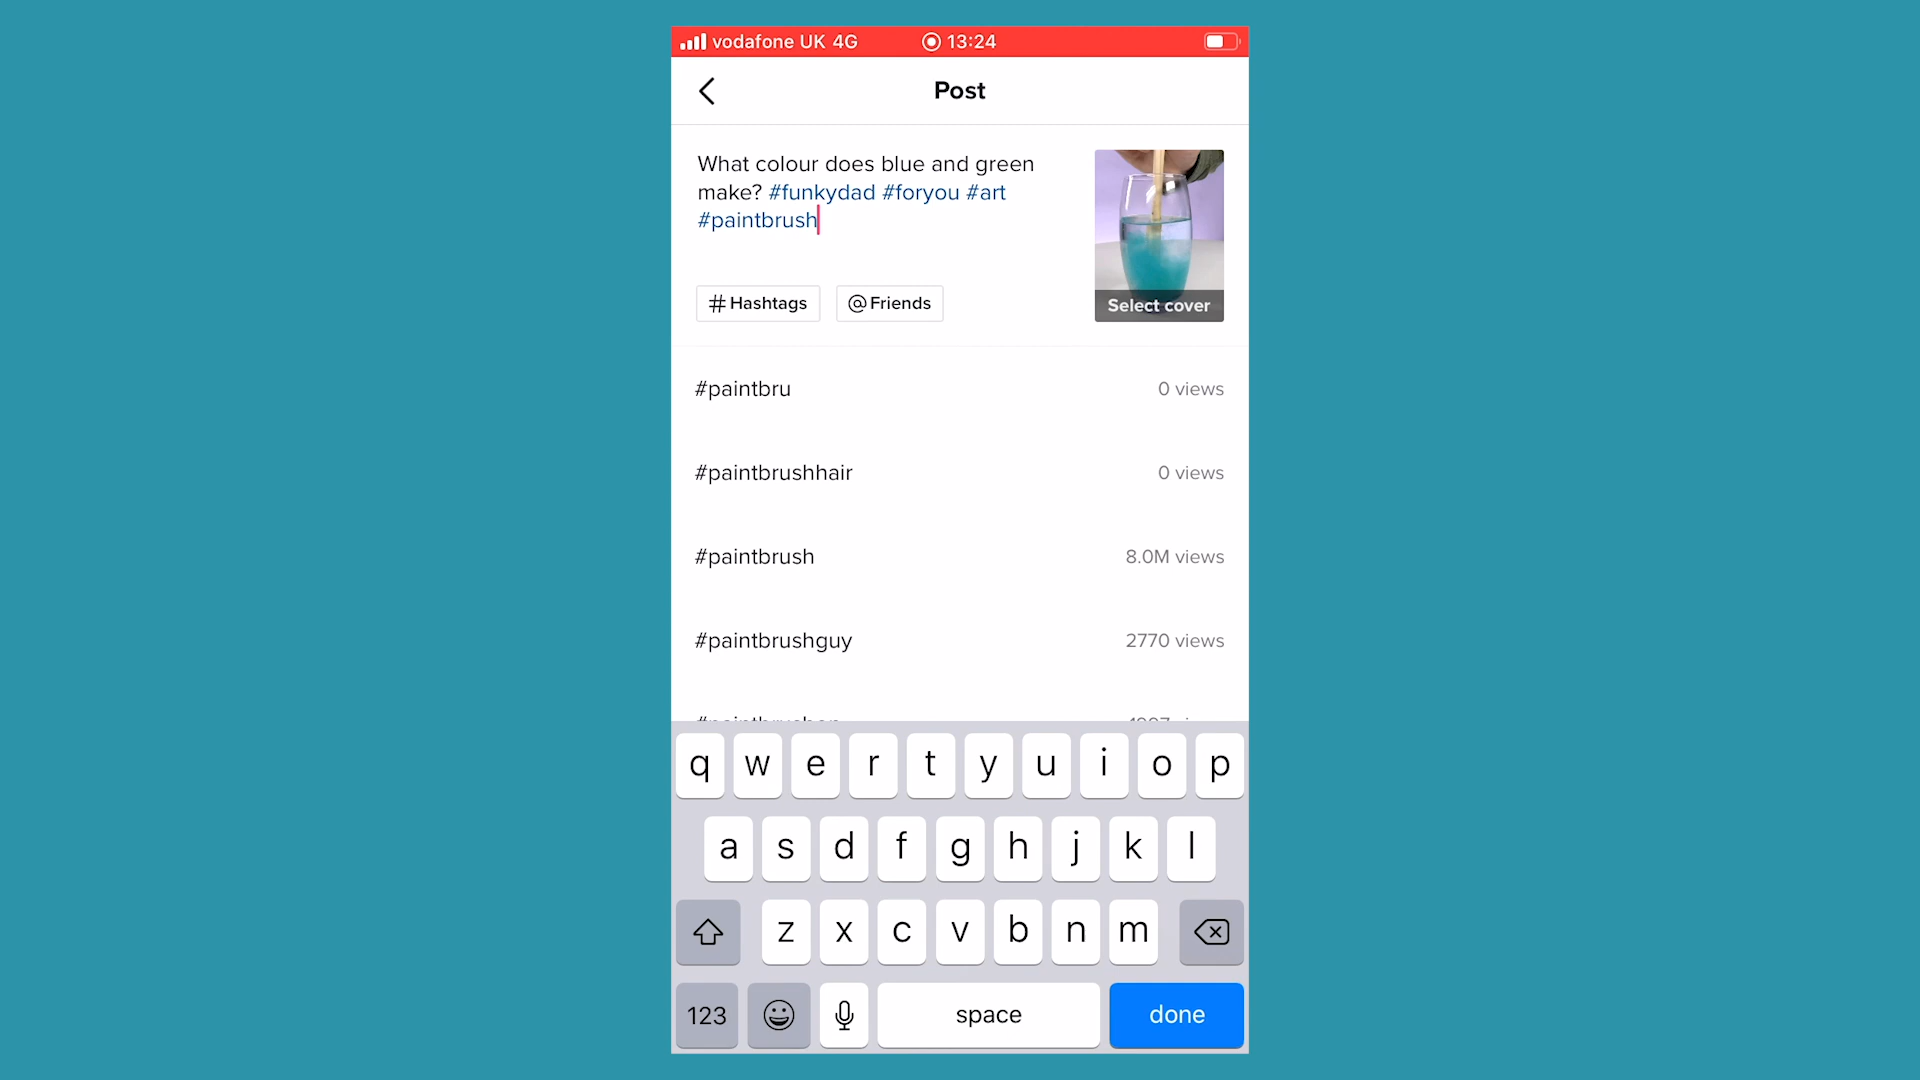 vodafone UK 4G
13:24
Post
What colour does blue and green
make? #funkydad #foryou #art
#paintbrush
#Hashtags
@Friends
Select cover
#paintbru 0 views
#paintbrushhair 0 views
#paintbrush 8.0M views
#paintbrushguy 2770 views
q w e r t y u i o p
a s d f g h j k l
z x c v b n m
123 space done